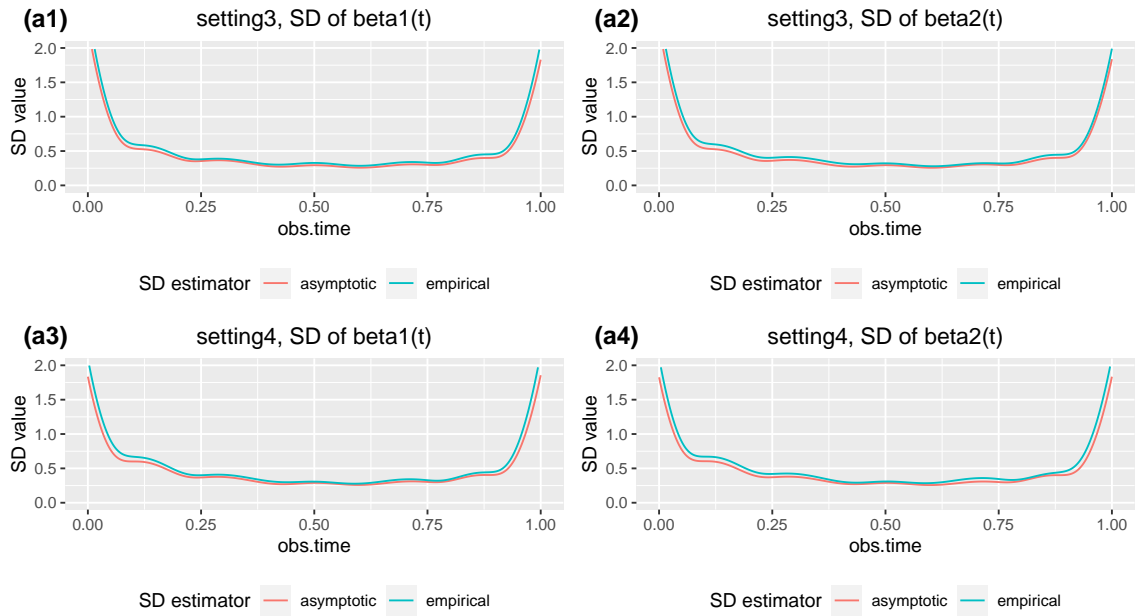 (a1) setting3, SD of beta1(t)
SD value
2.0
1.5
1.0
0.5
0.0
0.00 0.25 0.50 0.75 1.00
obs.time
SD estimator asymptotic empirical
(a2) setting3, SD of beta2(t)
SD value
2.0
1.5
1.0
0.5
0.0
0.00 0.25 0.50 0.75 1.00
obs.time
SD estimator asymptotic empirical
(a3) setting4, SD of beta1(t)
SD value
2.0
1.5
1.0
0.5
0.0
0.00 0.25 0.50 0.75 1.00
obs.time
SD estimator asymptotic empirical
(a4) setting4, SD of beta2(t)
SD value
2.0
1.5
1.0
0.5
0.0
0.00 0.25 0.50 0.75 1.00
obs.time
SD estimator asymptotic empirical